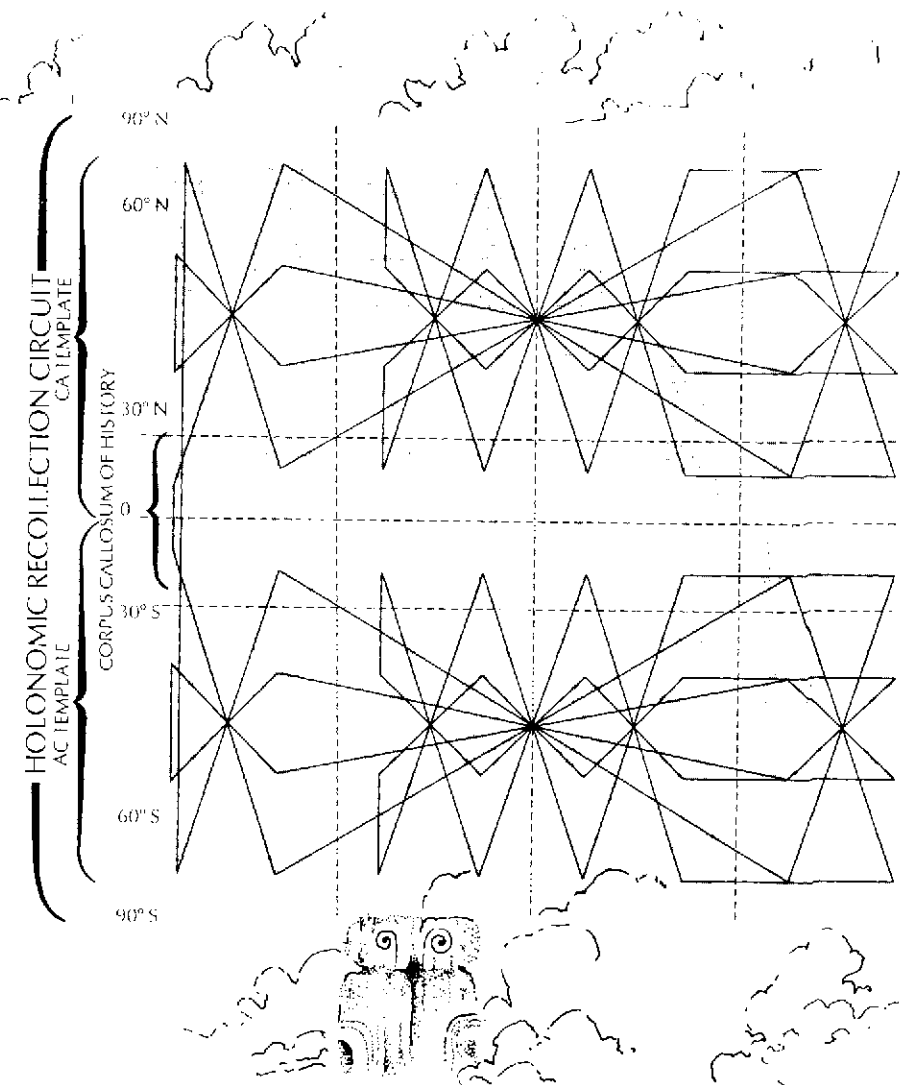 HOLONOMIC RECOLLECTION CIRCUIT
CA TEMPLATE
AC TEMPLATE
CORPUS CALLOSUM OF HISTORY
90° N
60° N
30° N
0
30° S
60° S
90° S